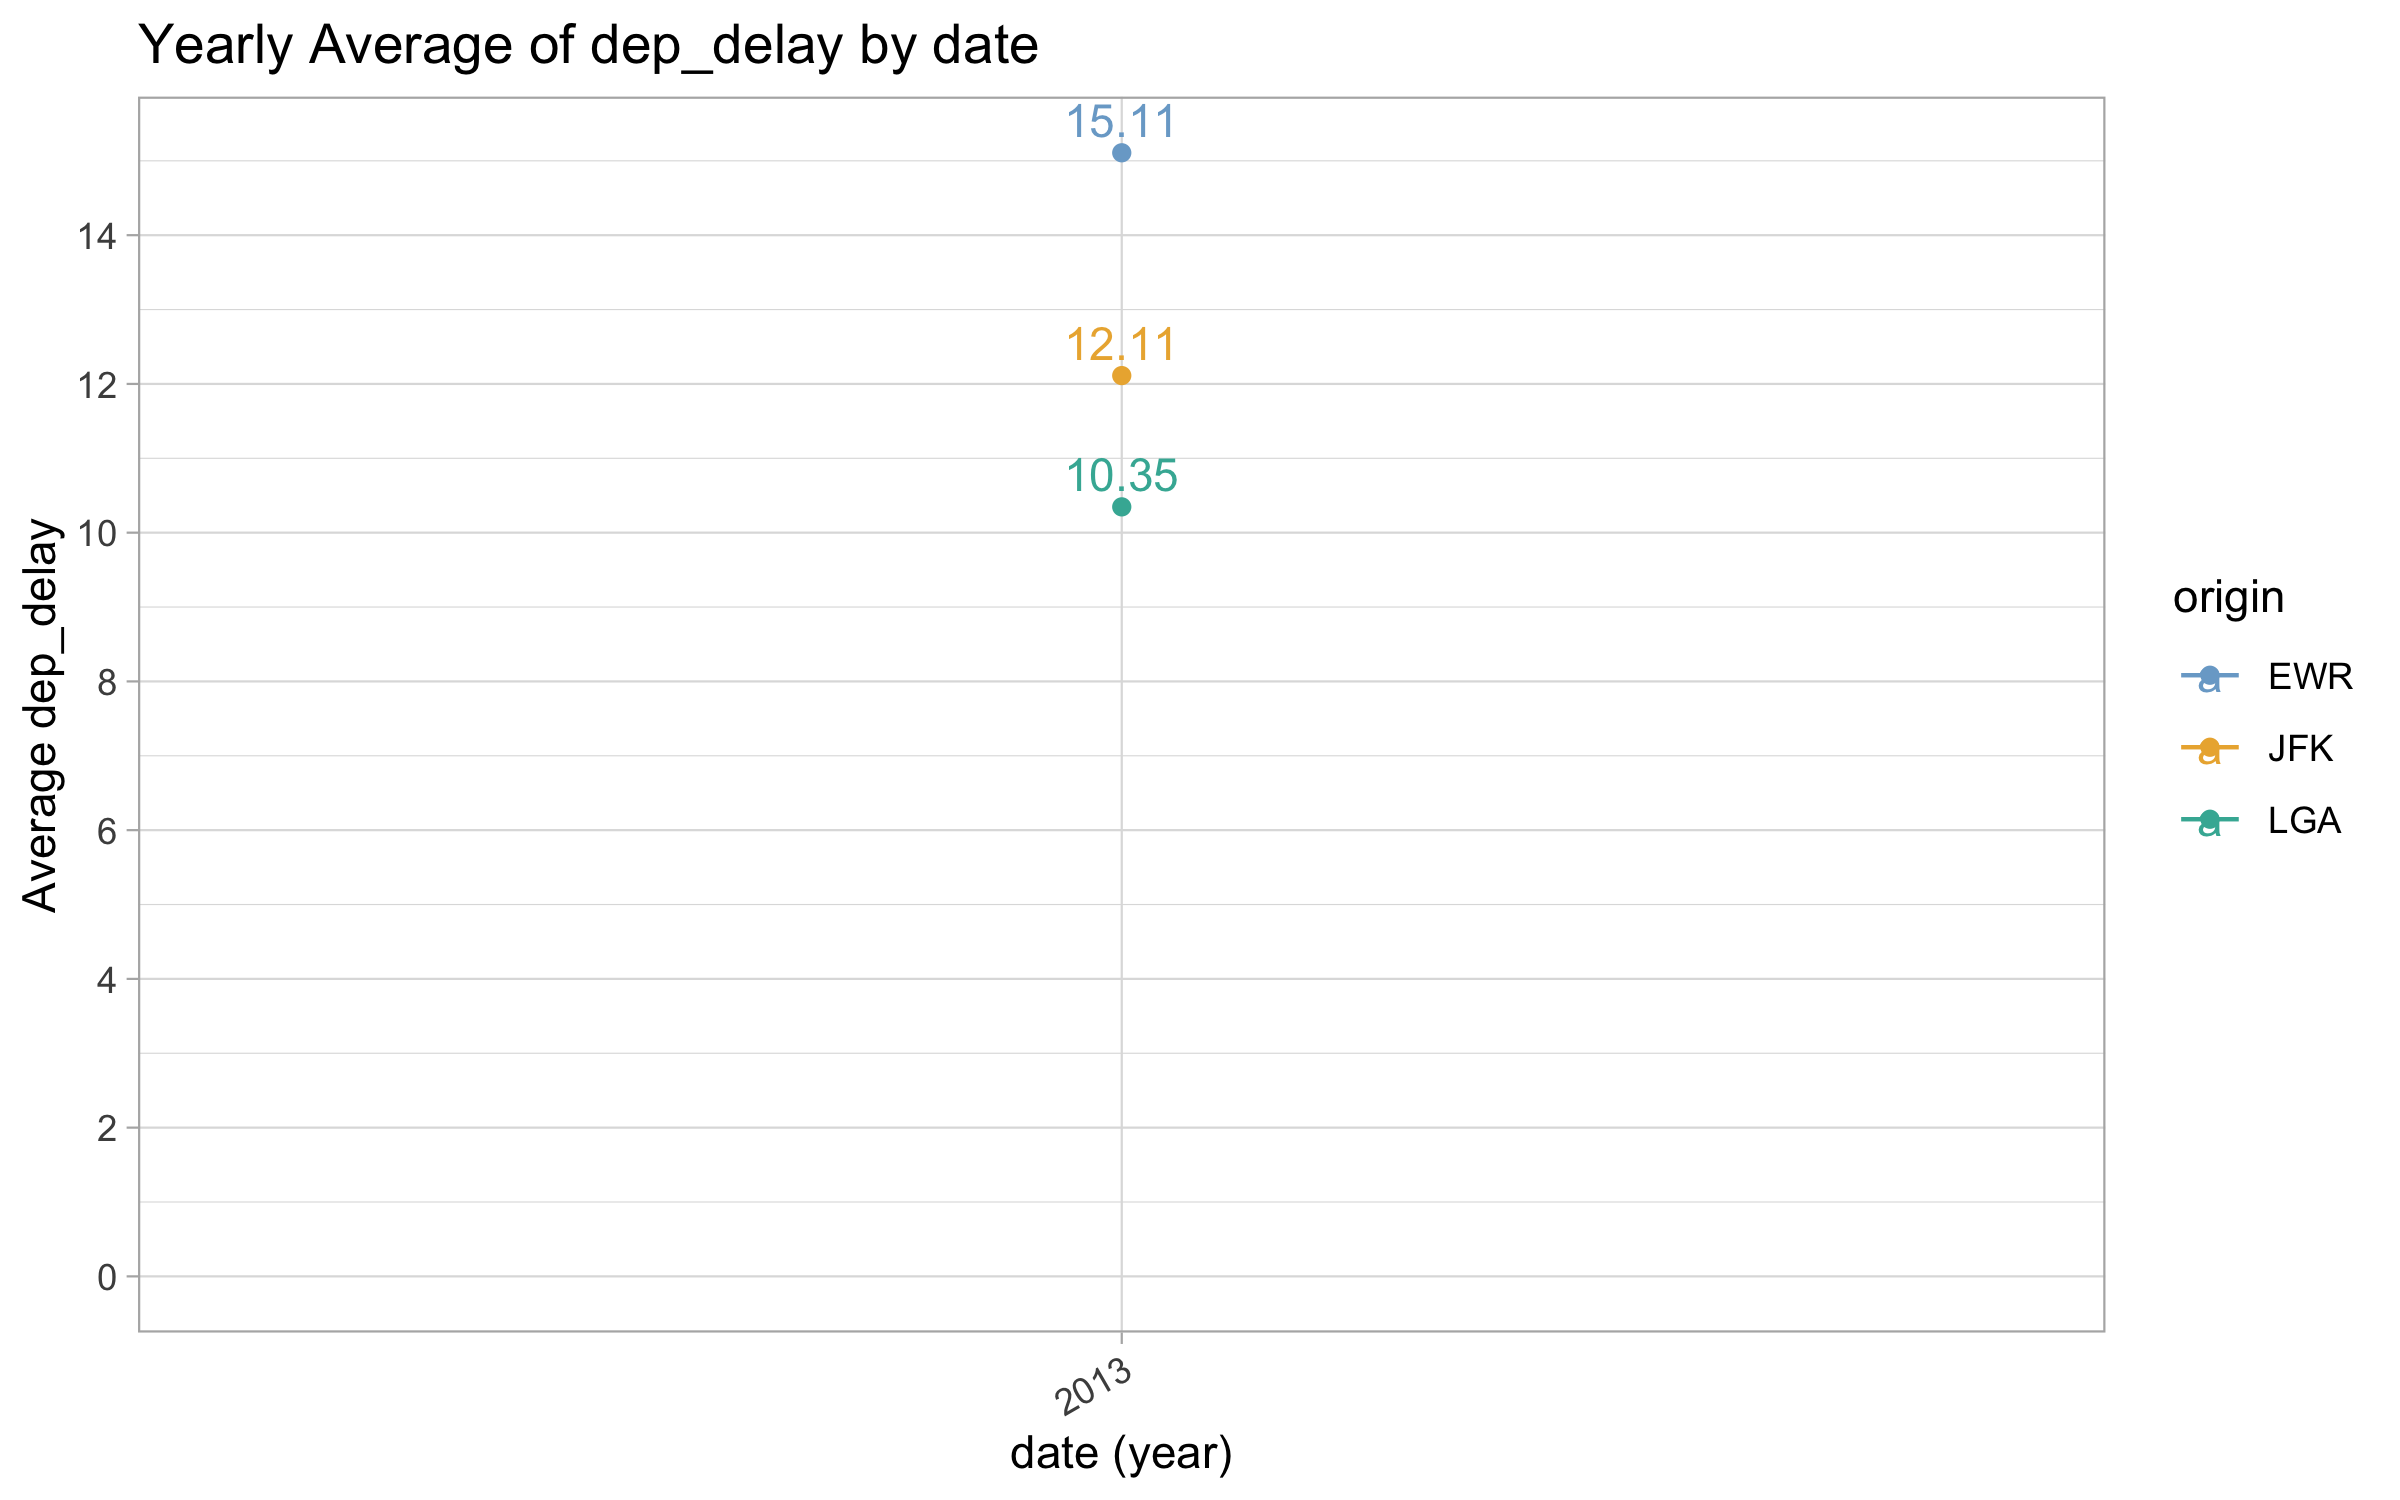 Yearly Average of dep_delay by date
15.11
14
12.11
12
10.35
10
8
6
4
2
0
Average dep_delay
2013
date (year)
origin
a EWR
a JFK
a LGA